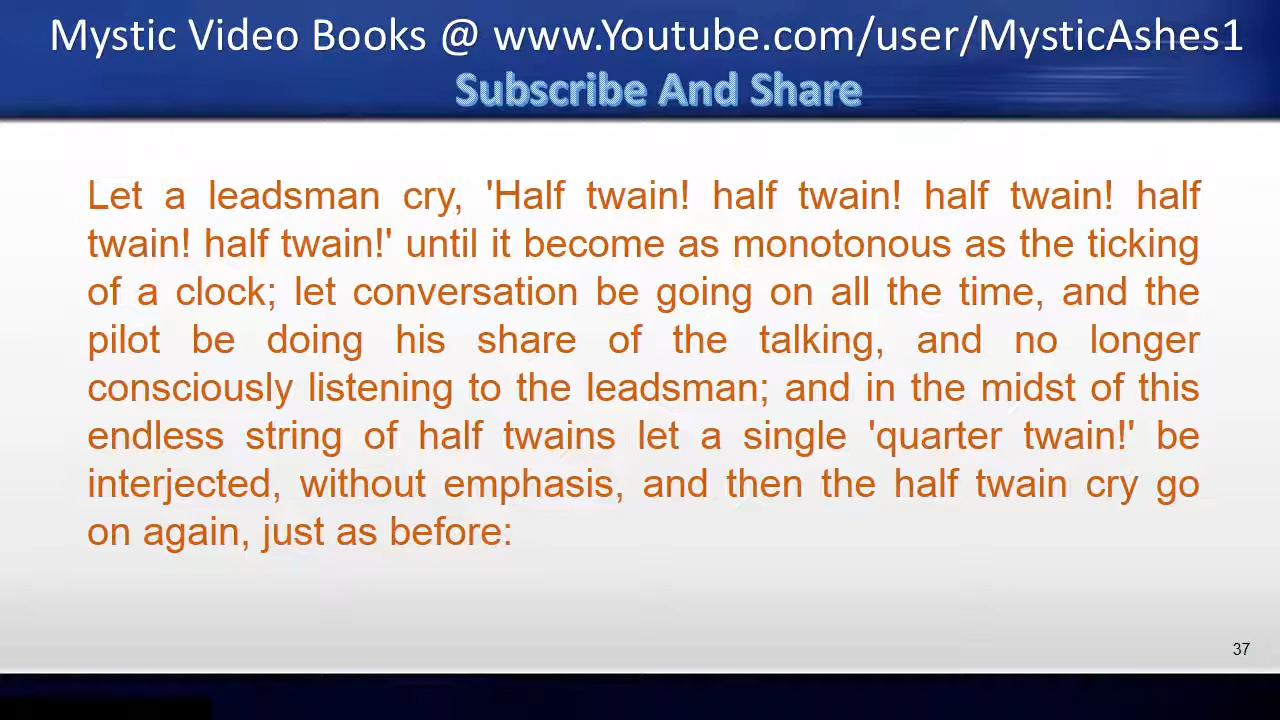 Mystic Video Books @ www.Youtube.com/user/MysticAshes1
Subscribe And Share
Let a leadsman cry, 'Half twain! half twain! half twain! half
twain! half twain!' until it become as monotonous as the ticking
of a clock; let conversation be going on all the time, and the
pilot be doing his share of the talking, and no longer
consciously listening to the leadsman; and in the midst of this
endless string of half twains let a single 'quarter twain!' be
interjected, without emphasis, and then the half twain cry go
on again, just as before:
37